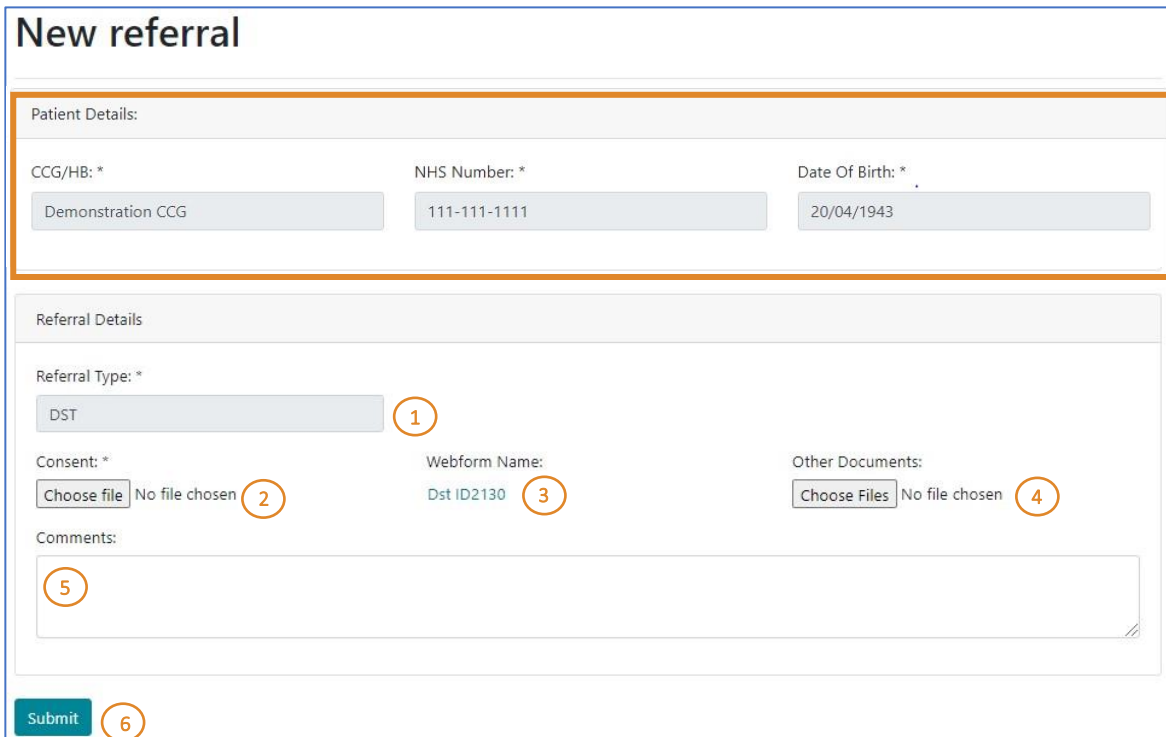 New referral
Patient Details:
CCG/HB: * NHS Number: * Date Of Birth: *
Demonstration CCG 111-111-1111 20/04/1943
Referral Details
Referral Type: *
DST 1
Consent: * Webform Name: Other Documents:
Choose file No file chosen 2 Dst ID2130 3 Choose Files No file chosen 4
Comments:
5
Submit 6